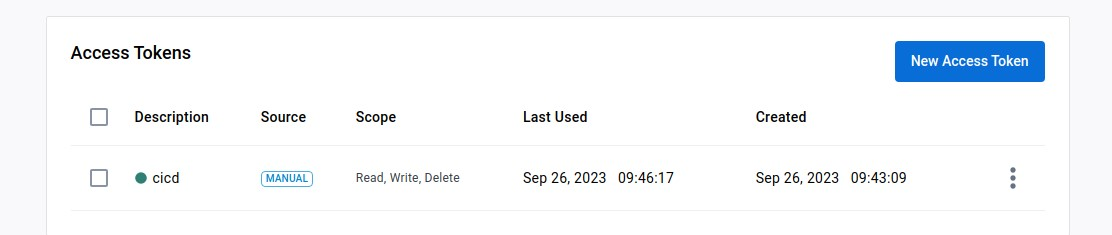 Access Tokens
New Access Token
Description Source Scope Last Used Created
cicd MANUAL Read, Write, Delete Sep 26, 2023 09:46:17 Sep 26, 2023 09:43:09